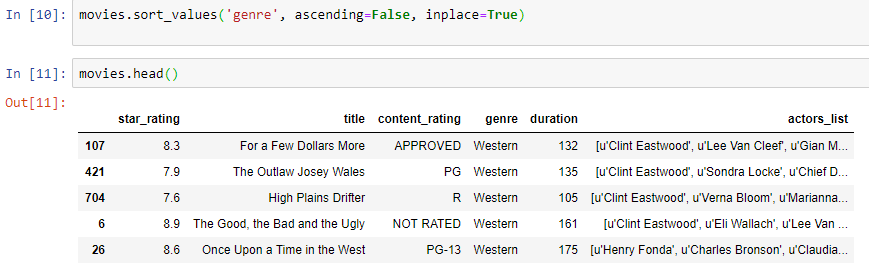 In [10]: movies.sort_values('genre', ascending=False, inplace=True)
In [11]: movies.head()
Out[11]:
star_rating title content_rating genre duration actors_list
107 8.3 For a Few Dollars More APPROVED Western 132 [u'Clint Eastwood', u'Lee Van Cleef', u'Gian M...
421 7.9 The Outlaw Josey Wales PG Western 135 [u'Clint Eastwood', u'Sondra Locke', u'Chief D...
704 7.6 High Plains Drifter R Western 105 [u'Clint Eastwood', u'Verna Bloom', u'Marianna...
6 8.9 The Good, the Bad and the Ugly NOT RATED Western 161 [u'Clint Eastwood', u'Eli Wallach', u'Lee Van ...
26 8.6 Once Upon a Time in the West PG-13 Western 175 [u'Henry Fonda', u'Charles Bronson', u'Claudia...